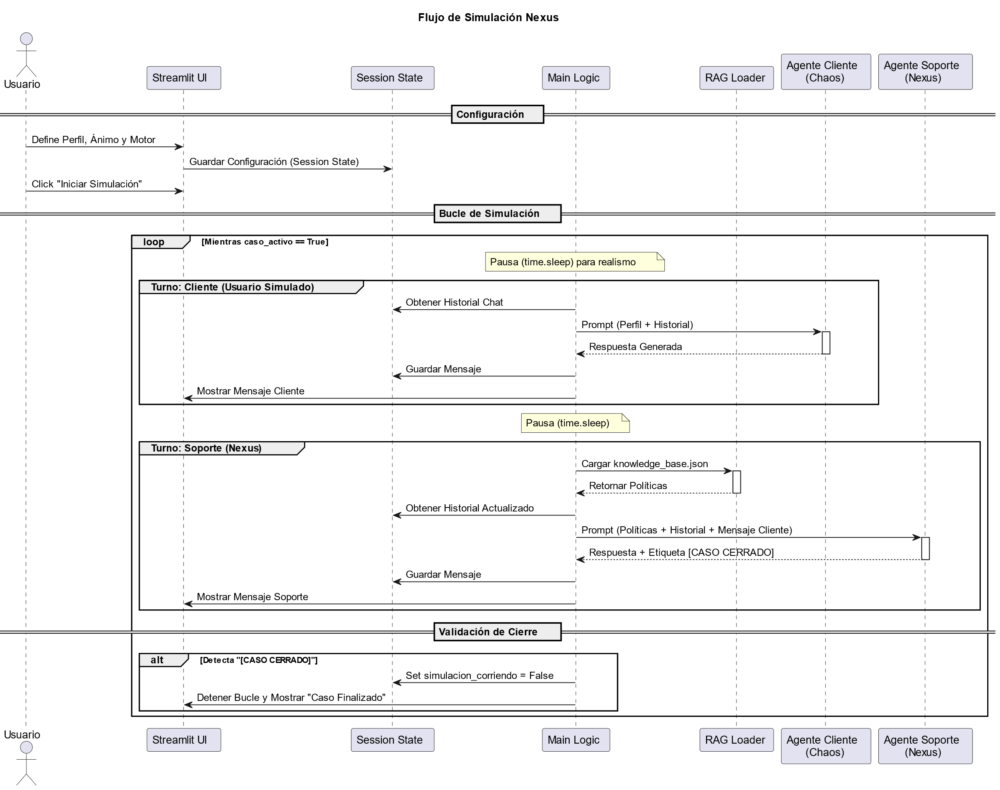 Flujo de Simulación Nexus
Usuario
Streamlit UI
Session State
Main Logic
RAG Loader
Agente Cliente
(Chaos)
Agente Soporte
(Nexus)
Configuración
Define Perfil, Ánimo y Motor
Guardar Configuración (Session State)
Click "Iniciar Simulación"
Bucle de Simulación
loop [Mientras caso_activo == True]
Pausa (time.sleep) para realismo
Turno: Cliente (Usuario Simulado)
Obtener Historial Chat
Prompt (Perfil + Historial)
Respuesta Generada
Guardar Mensaje
Mostrar Mensaje Cliente
Pausa (time.sleep)
Turno: Soporte (Nexus)
Cargar knowledge_base.json
Retornar Políticas
Obtener Historial Actualizado
Prompt (Políticas + Historial + Mensaje Cliente)
Respuesta + Etiqueta [CASO CERRADO]
Guardar Mensaje
Mostrar Mensaje Soporte
Validación de Cierre
alt [Detecta "[CASO CERRADO]"]
Set simulacion_corriendo = False
Detener Bucle y Mostrar "Caso Finalizado"
Usuario
Streamlit UI
Session State
Main Logic
RAG Loader
Agente Cliente
(Chaos)
Agente Soporte
(Nexus)